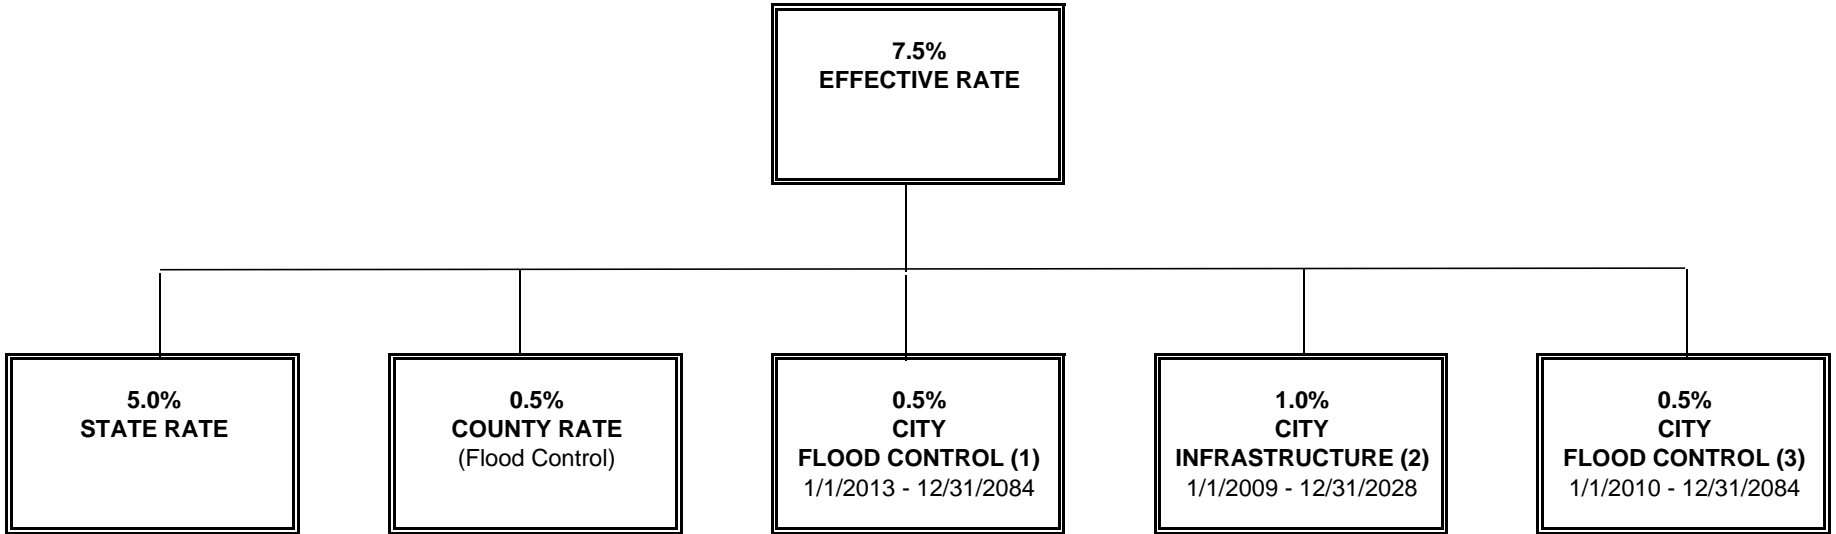 7.5%
EFFECTIVE RATE
5.0%
STATE RATE
0.5%
COUNTY RATE
(Flood Control)
0.5%
CITY
FLOOD CONTROL (1)
1/1/2013 - 12/31/2084
1.0%
CITY
INFRASTRUCTURE (2)
1/1/2009 - 12/31/2028
0.5%
CITY
FLOOD CONTROL (3)
1/1/2010 - 12/31/2084